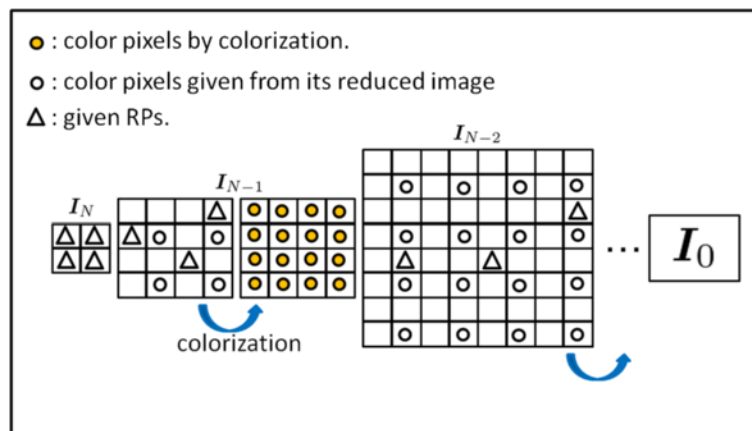 : color pixels by colorization.
: color pixels given from its reduced image
: given RPs.
I_N
I_{N-1}
I_{N-2}
... I_0
colorization